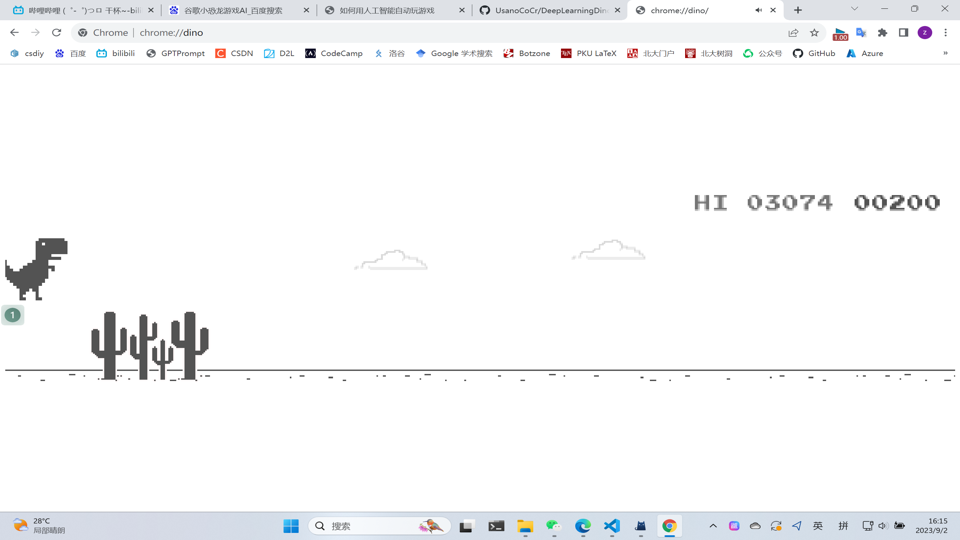 哔哩哔哩 (゜-゜)つロ 干杯~-bili
谷歌小恐龙游戏AI_百度搜索
如何用人工智能自动玩游戏
UsanoCoCr/DeepLearningDin
chrome://dino/
Chrome
chrome://dino
1.00
z
csdiy
百度
bilibili
GPTPrompt
CSDN
D2L
CodeCamp
洛谷
Google 学术搜索
Botzone
PKU LaTeX
北大门户
北大树洞
公众号
GitHub
Azure
»
HI 03074 00200
1
28°C
局部晴朗
搜索
英
拼
16:15
2023/9/2